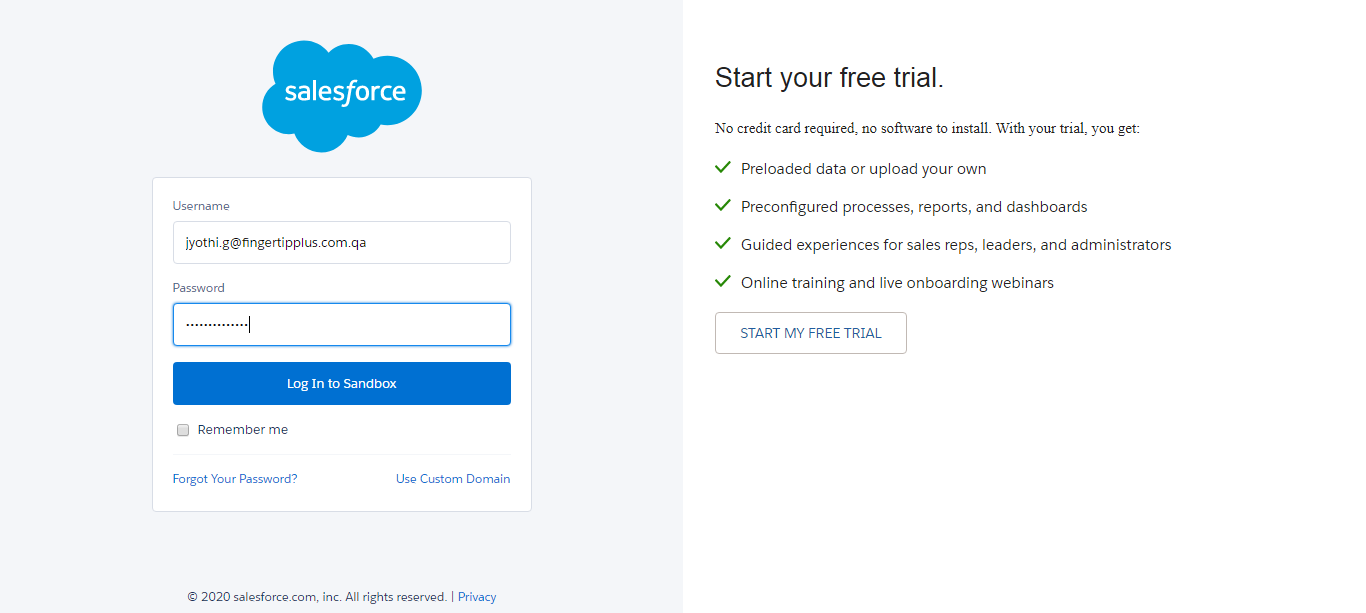 salesforce
Username
jyothi.g@fingertipplus.com.qa
Password
••••••••••••••
Log In to Sandbox
Remember me
Forgot Your Password?
Use Custom Domain
© 2020 salesforce.com, inc. All rights reserved. | Privacy
Start your free trial.
No credit card required, no software to install. With your trial, you get:
Preloaded data or upload your own
Preconfigured processes, reports, and dashboards
Guided experiences for sales reps, leaders, and administrators
Online training and live onboarding webinars
START MY FREE TRIAL